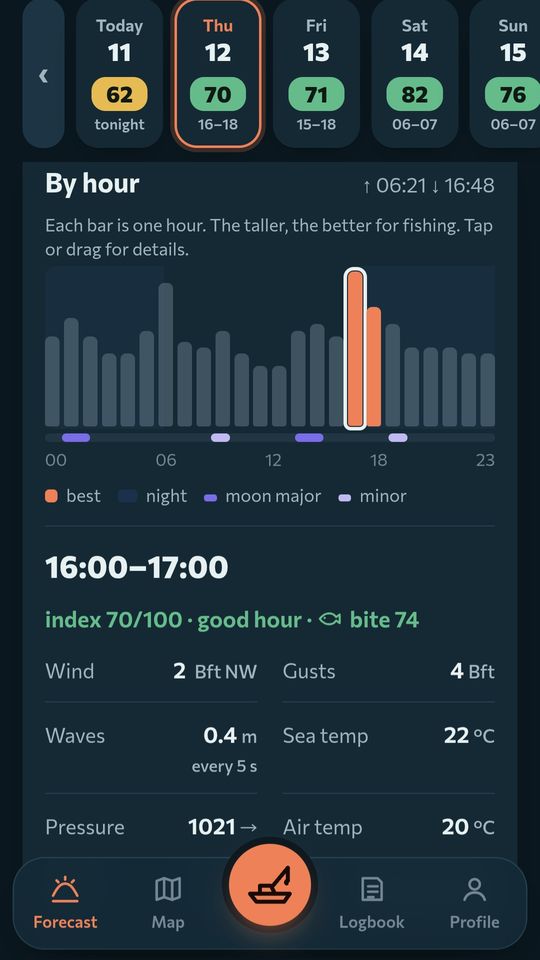 Today Thu Fri Sat Sun
‹ 11 12 13 14 15
62 70 71 82 76
tonight 16–18 15–18 06–07 06–07
By hour ↑ 06:21 ↓ 16:48
Each bar is one hour. The taller, the better for fishing. Tap
or drag for details.
00 06 12 18 23
best night moon major minor
16:00–17:00
index 70/100 · good hour · bite 74
Wind 2 Bft NW Gusts 4 Bft
Waves 0.4 m Sea temp 22 °C
every 5 s
Pressure 1021 → Air temp 20 °C
Forecast Map Logbook Profile